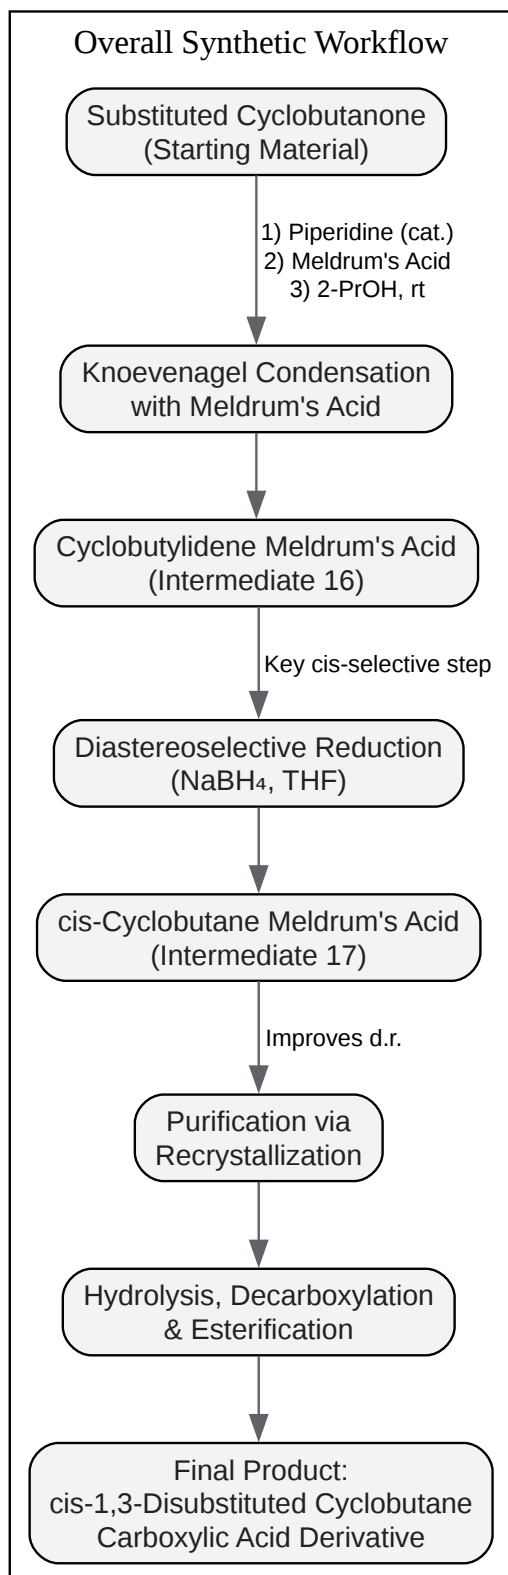 Overall Synthetic Workflow
Substituted Cyclobutanone
(Starting Material)
1) Piperidine (cat.)
2) Meldrum's Acid
3) 2-PrOH, rt
Knoevenagel Condensation
with Meldrum's Acid
Cyclobutylidene Meldrum's Acid
(Intermediate 16)
Key cis-selective step
Diastereoselective Reduction
(NaBH₄, THF)
cis-Cyclobutane Meldrum's Acid
(Intermediate 17)
Improves d.r.
Purification via
Recrystallization
Hydrolysis, Decarboxylation
& Esterification
Final Product:
cis-1,3-Disubstituted Cyclobutane
Carboxylic Acid Derivative